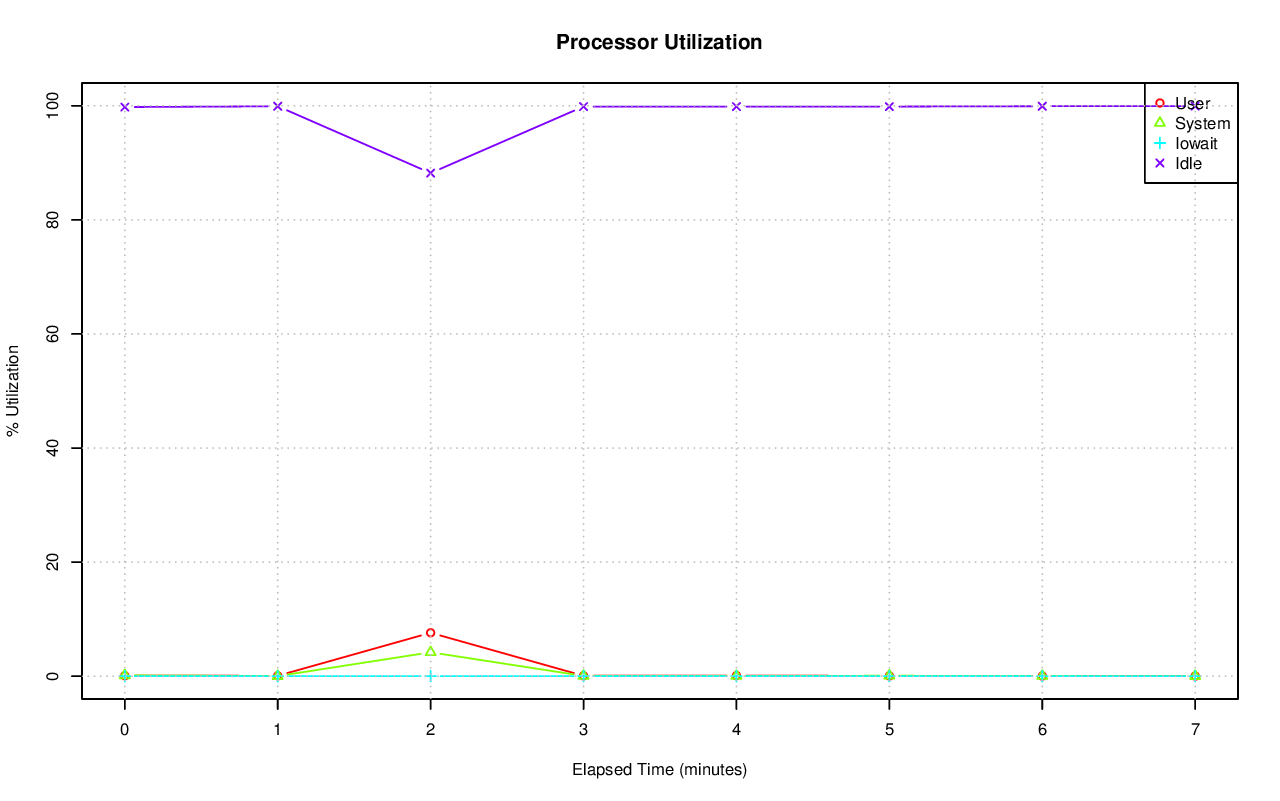 Processor Utilization
% Utilization
100
80
60
40
20
0
User
System
Iowait
Idle
0 1 2 3 4 5 6 7
Elapsed Time (minutes)